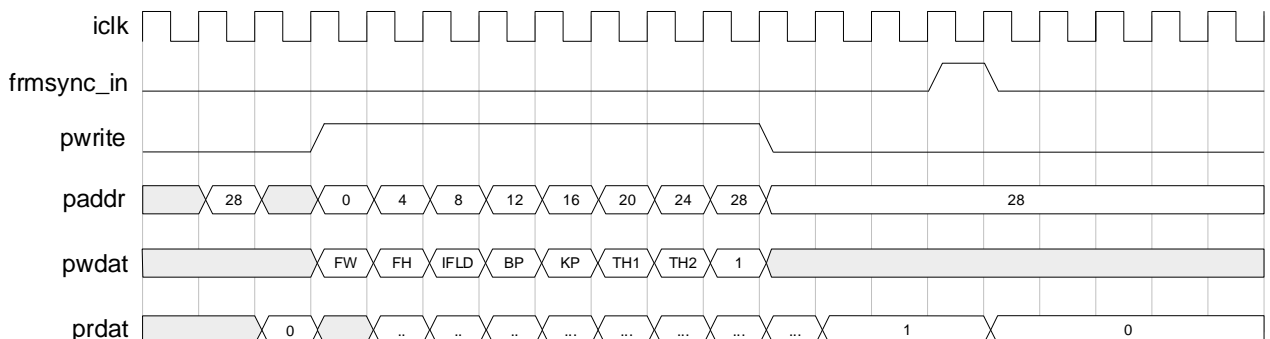 iclk
frmsync_in
pwrite
paddr 28 0 4 8 12 16 20 24 28 28
pwdat FW FH IFLD BP KP TH1 TH2 1
prdat 0 .. .. .. ... ... ... ... ... 1 0